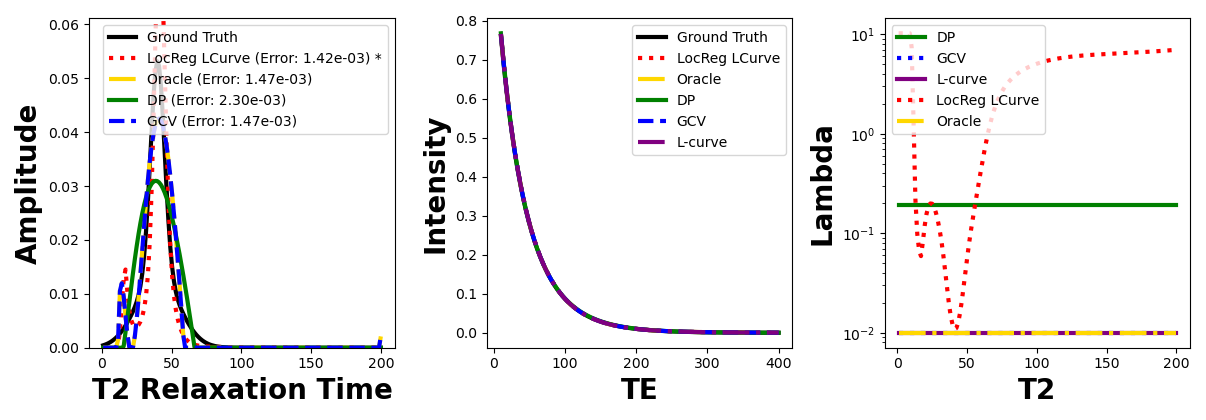 Amplitude
0.06
0.05
0.04
0.03
0.02
0.01
0.00
Ground Truth
LocReg LCurve (Error: 1.42e-03) *
Oracle (Error: 1.47e-03)
DP (Error: 2.30e-03)
GCV (Error: 1.47e-03)
0 50 100 150 200
T2 Relaxation Time
Intensity
0.8
0.7
0.6
0.5
0.4
0.3
0.2
0.1
0.0
Ground Truth
LocReg LCurve
Oracle
DP
GCV
L-curve
0 100 200 300 400
TE
Lambda
10^1
10^0
10^-1
10^-2
DP
GCV
L-curve
LocReg LCurve
Oracle
0 50 100 150 200
T2